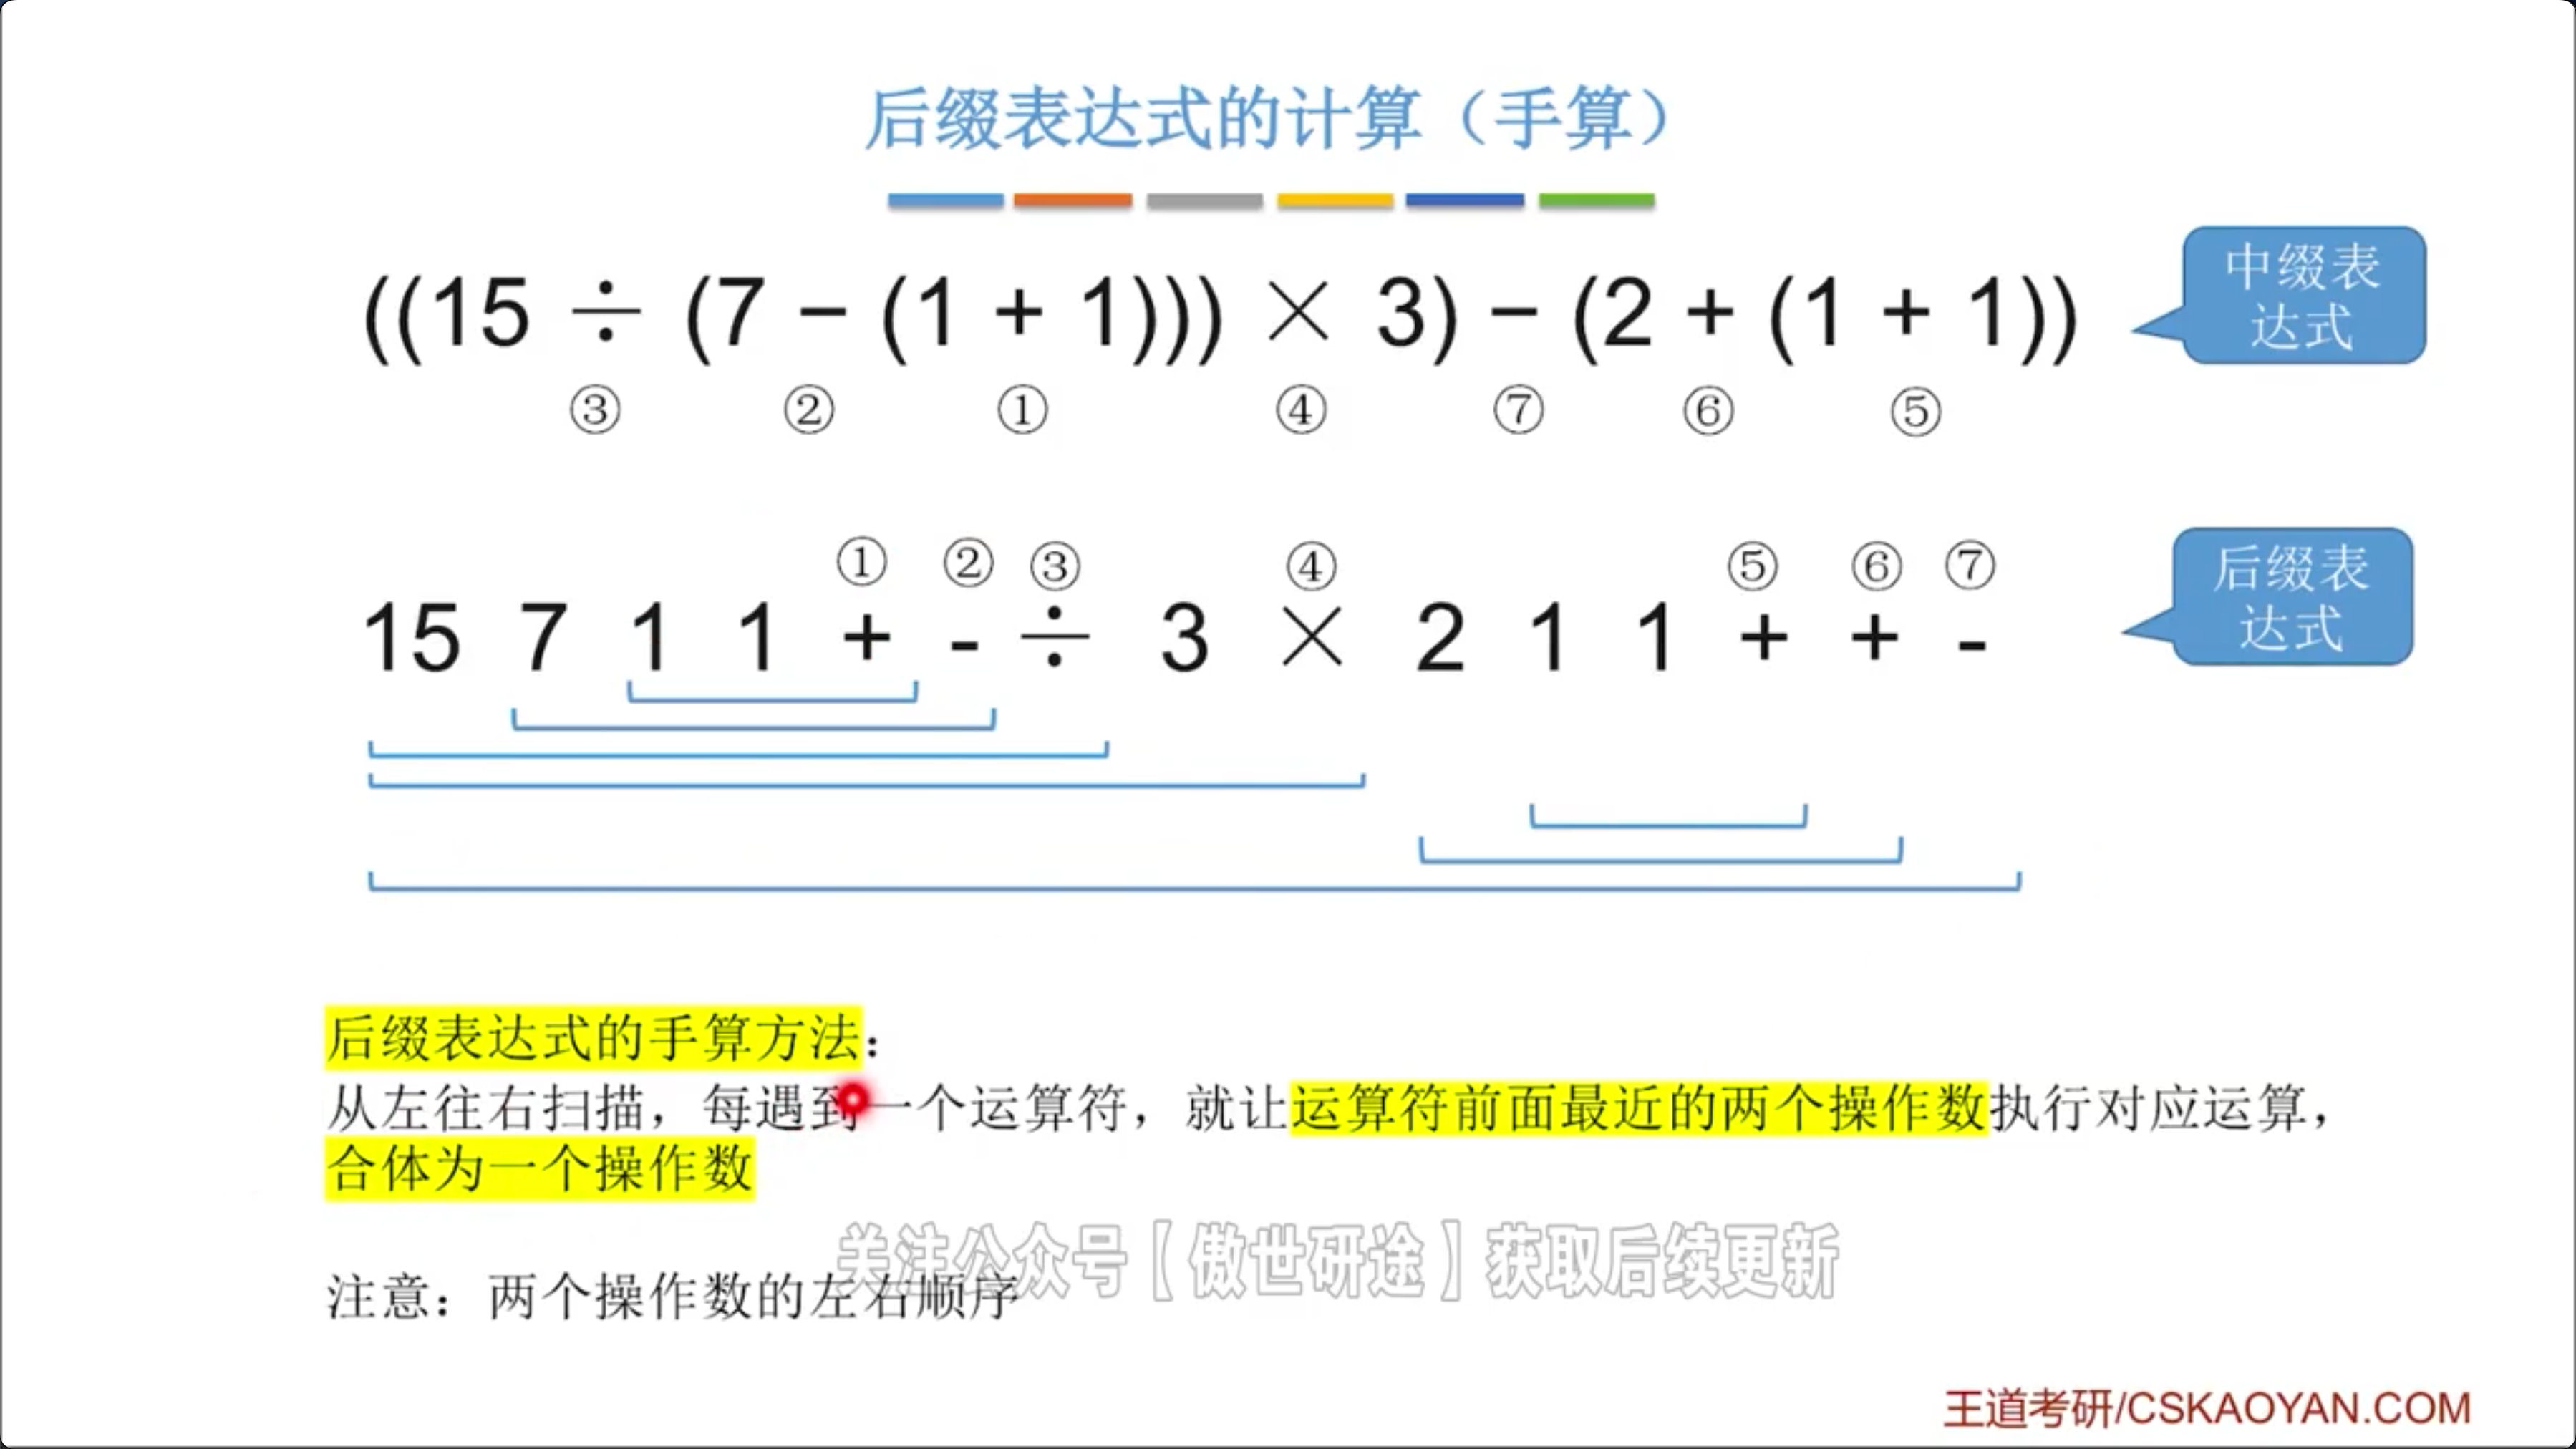 后缀表达式的计算（手算）
((15 ÷ (7 − (1 + 1))) × 3) − (2 + (1 + 1))
中缀表
达式
③ ② ① ④ ⑦ ⑥ ⑤
① ② ③ ④ ⑤ ⑥ ⑦
15 7 1 1 + - ÷ 3 × 2 1 1 + + -
后缀表
达式
后缀表达式的手算方法：
从左往右扫描，每遇到一个运算符，就让运算符前面最近的两个操作数执行对应运算，
合体为一个操作数
关注公众号【傲世研途】获取后续更新
注意：两个操作数的左右顺序
王道考研/CSKAOYAN.COM